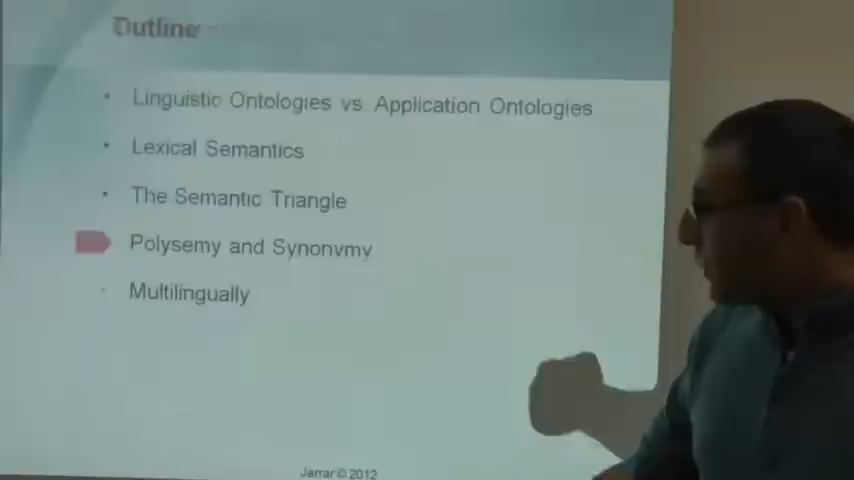 Outline
• Linguistic Ontologies vs Application Ontologies
• Lexical Semantics
• The Semantic Triangle
Polysemy and Synonymy
• Multilingually
Jarrar © 2012